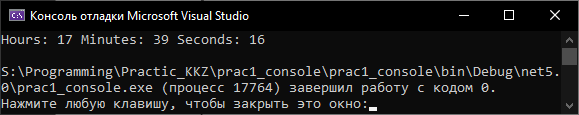 Консоль отладки Microsoft Visual Studio
Hours: 17 Minutes: 39 Seconds: 16
S:\Programming\Practic_KKZ\prac1_console\prac1_console\bin\Debug\net5.
0\prac1_console.exe (процесс 17764) завершил работу с кодом 0.
Нажмите любую клавишу, чтобы закрыть это окно: